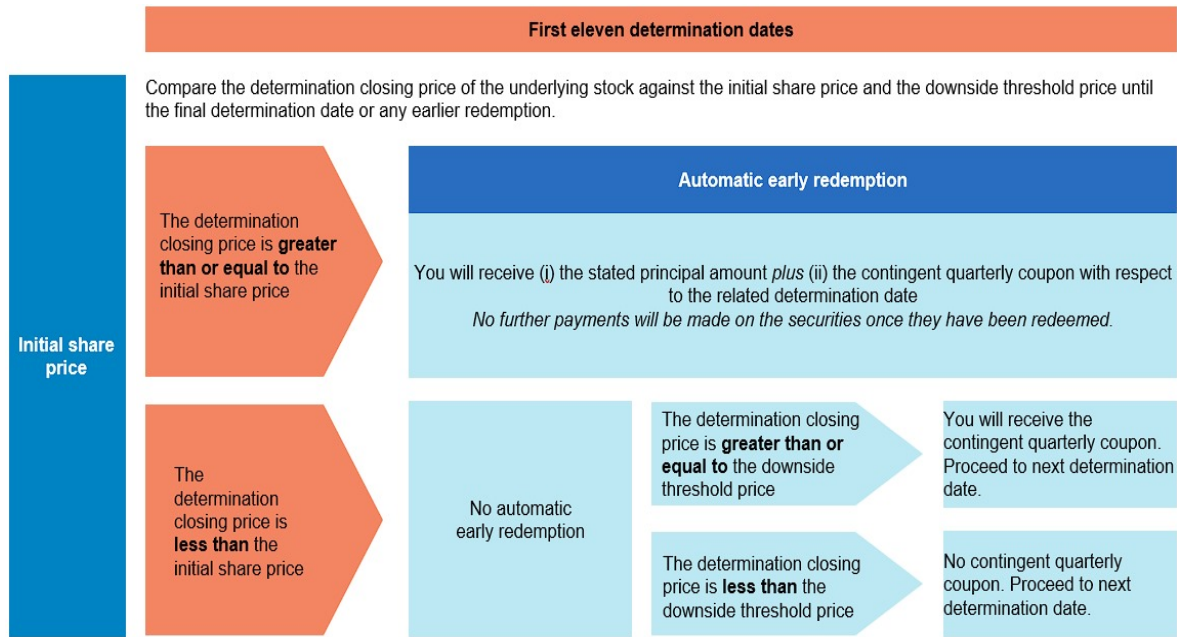 First eleven determination dates
Compare the determination closing price of the underlying stock against the initial share price and the downside threshold price until
the final determination date or any earlier redemption.
Initial share
price
The determination
closing price is greater
than or equal to the
initial share price
Automatic early redemption
You will receive (i) the stated principal amount plus (ii) the contingent quarterly coupon with respect
to the related determination date
No further payments will be made on the securities once they have been redeemed.
The
determination
closing price is
less than the
initial share price
No automatic
early redemption
The determination closing
price is greater than or
equal to the downside
threshold price
You will receive the
contingent quarterly coupon.
Proceed to next determination
date.
The determination closing
price is less than the
downside threshold price
No contingent quarterly
coupon. Proceed to next
determination date.